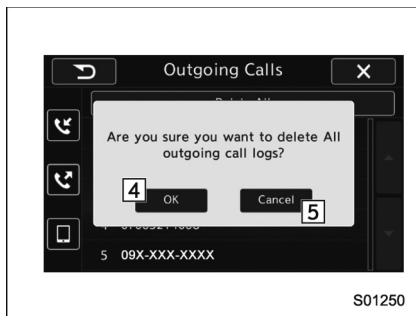 Outgoing Calls
Are you sure you want to delete All
outgoing call logs?
4
OK
Cancel
5
5 09X-XXX-XXXX
S01250